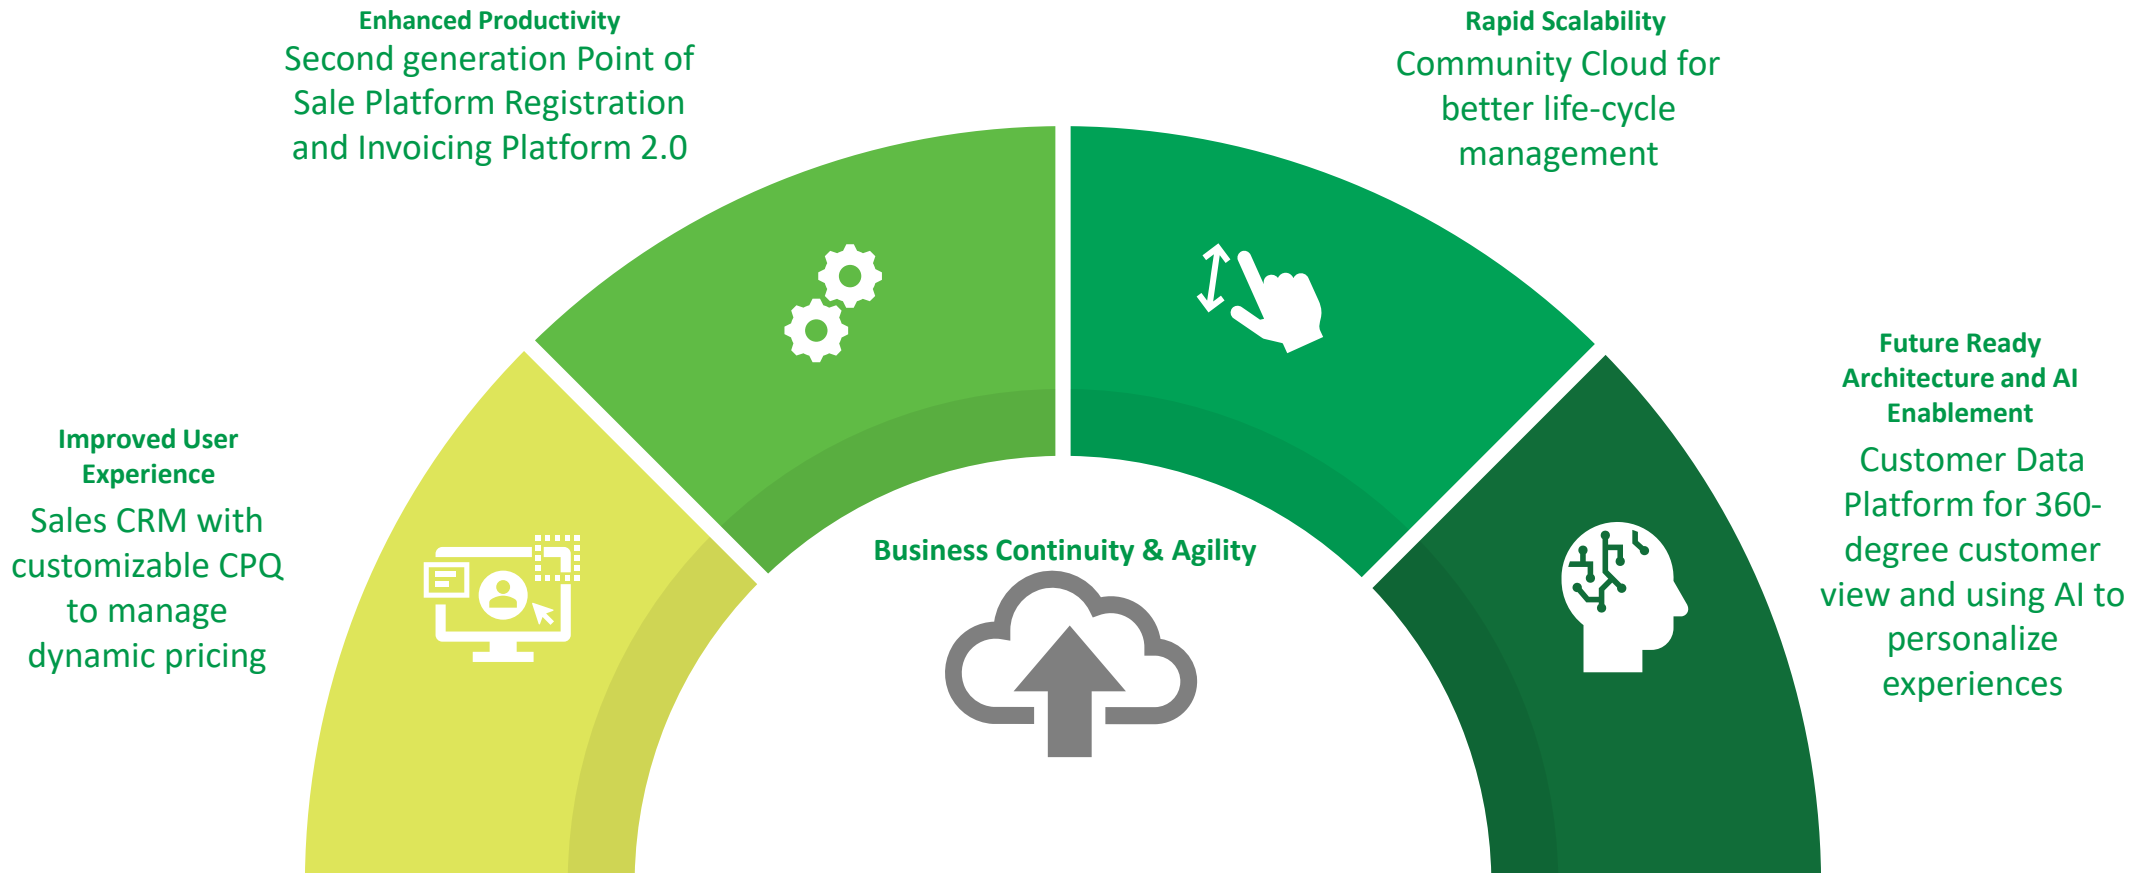 Enhanced Productivity
Second generation Point of
Sale Platform Registration
and Invoicing Platform 2.0
Rapid Scalability
Community Cloud for
better life-cycle
management
Improved User
Experience
Sales CRM with
customizable CPQ
to manage
dynamic pricing
Business Continuity & Agility
Future Ready
Architecture and AI
Enablement
Customer Data
Platform for 360-
degree customer
view and using AI to
personalize
experiences